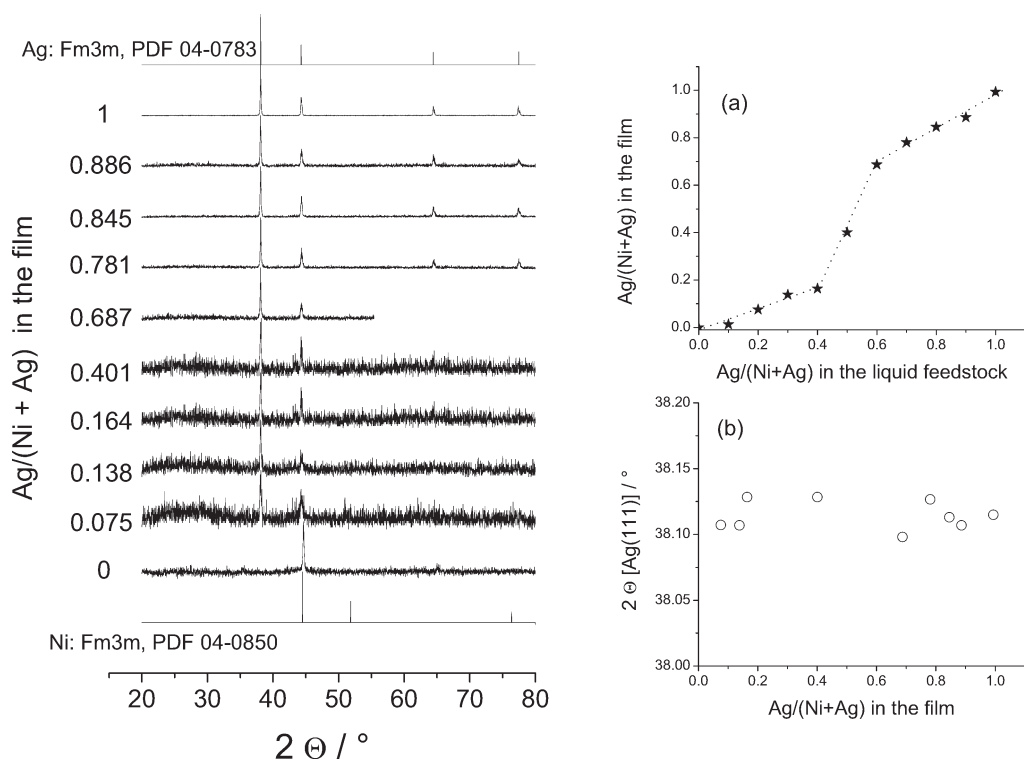 Ag: Fm3m, PDF 04-0783
1
0.886
0.845
0.781
0.687
0.401
0.164
0.138
0.075
0
Ni: Fm3m, PDF 04-0850
Ag/(Ni + Ag) in the film
20 30 40 50 60 70 80
2 Θ / °
(a)
1.0
0.8
0.6
0.4
0.2
0.0
Ag/(Ni+Ag) in the film
0.0 0.2 0.4 0.6 0.8 1.0
Ag/(Ni+Ag) in the liquid feedstock
(b)
38.20
38.15
38.10
38.05
38.00
2 Θ [Ag(111)] / °
0.0 0.2 0.4 0.6 0.8 1.0
Ag/(Ni+Ag) in the film